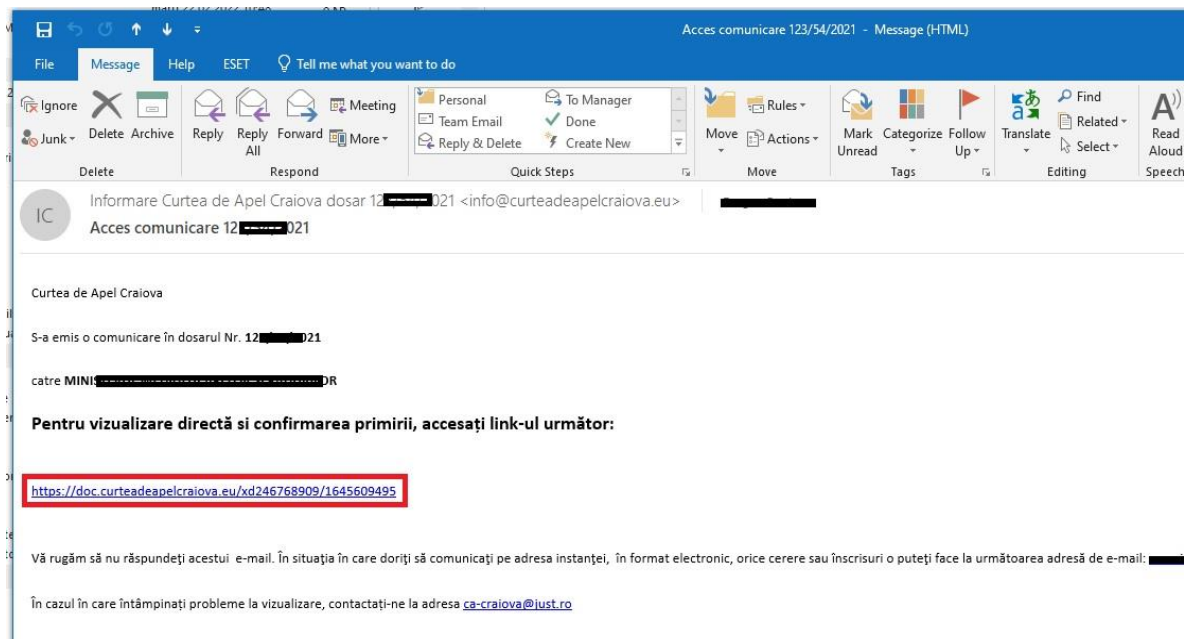 Acces comunicare 123/54/2021 - Message (HTML)
File Message Help ESET Tell me what you want to do
Ignore
Junk
Delete
Archive
Reply
Reply All
Forward
Meeting
More
Personal
Team Email
Reply & Delete
To Manager
Done
Create New
Move
Rules
Actions
Mark Unread
Categorize
Follow Up
Translate
Find
Related
Select
Read Aloud
Delete Respond Quick Steps Move Tags Editing Speech
IC
Informare Curtea de Apel Craiova dosar 12 021 <info@curteadeapelcraiova.eu>
Acces comunicare 12 021
Curtea de Apel Craiova
S-a emis o comunicare în dosarul Nr. 12 21
catre MINIS OR
Pentru vizualizare directă si confirmarea primirii, accesați link-ul următor:
https://doc.curteadeapelcraiova.eu/xd246768909/1645609495
Vă rugăm să nu răspundeți acestui e-mail. În situația în care doriți să comunicați pe adresa instanței, în format electronic, orice cerere sau înscrisuri o puteți face la următoarea adresă de e-mail:
În cazul în care întâmpinați probleme la vizualizare, contactați-ne la adresa ca-craiova@just.ro